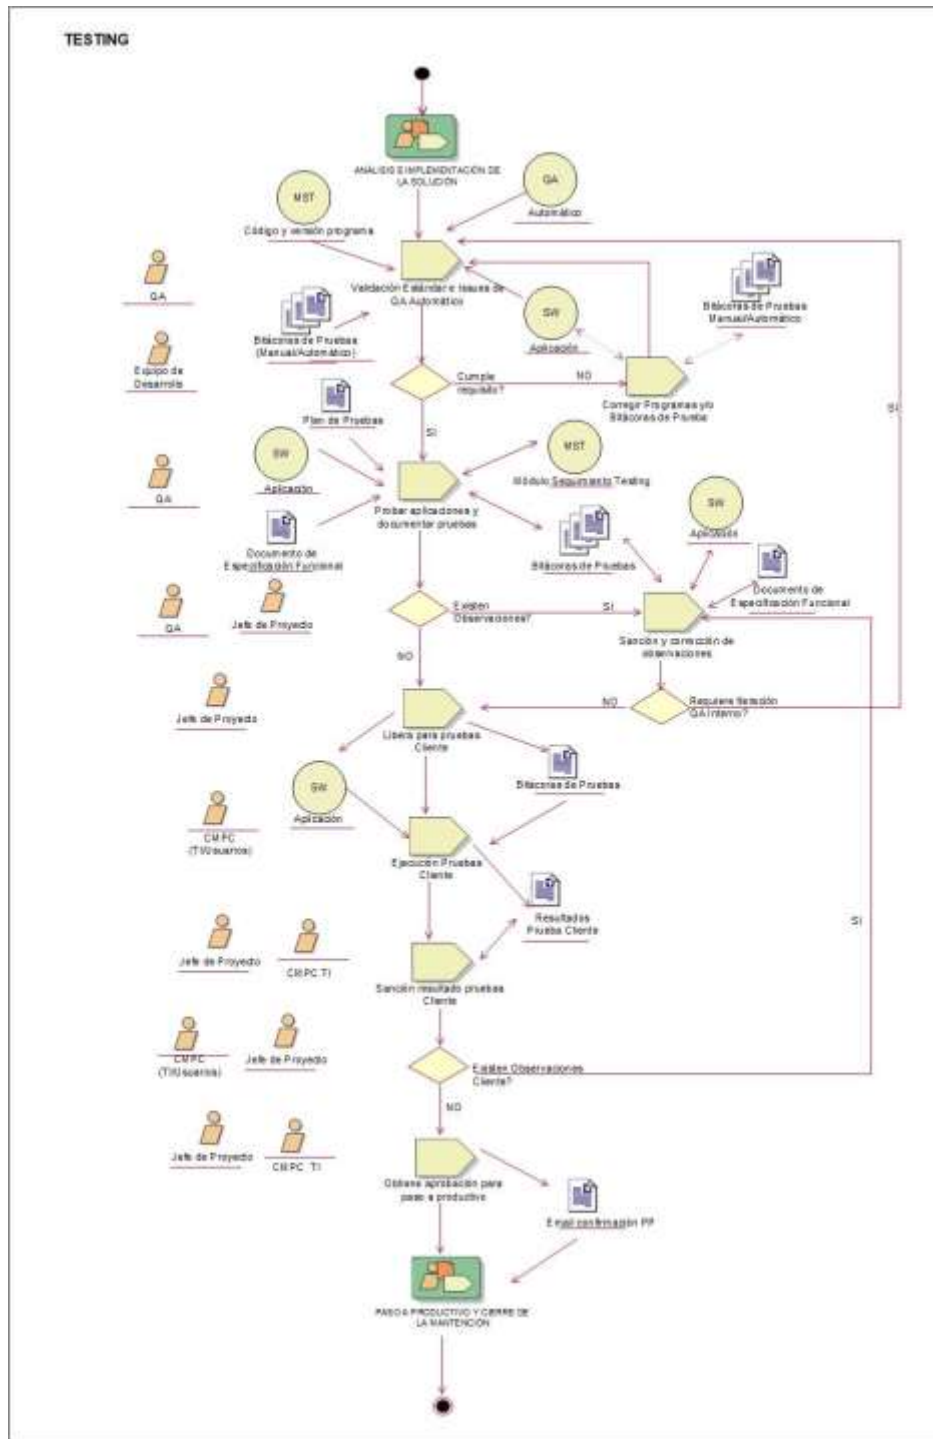 TESTING
ANALISIS E IMPLEMENTACIÓN DE
LA SOLUCIÓN
QA
Automático
MST
Código y versión programa
QA
Validación Estándar e Issues de
QA Automático
Bitácoras de Pruebas
(Manual/Automático)
SW
Aplicación
Bitácoras de Pruebas
Manual/Automático
Equipo de
Desarrollo
Cumple
requisito?
NO
Corregir Programas y/o
Bitácoras de Prueba
SI
Plan de Pruebas
SI
SW
Aplicación
MST
Módulo Seguimiento Testing
QA
Probar aplicaciones y
documentar pruebas
SW
Aplicación
Documento de
Especificación Funcional
Bitácoras de Pruebas
Documento de
Especificación Funcional
QA
Jefe de Proyecto
Existen
Observaciones?
SI
Sanción y corrección de
observaciones
NO
Jefe de Proyecto
Libera para pruebas
Cliente
NO
Requiere Iteración
QA Interno?
SW
Aplicación
Bitácoras de Pruebas
CMPC
(TI/Usuarios)
Ejecución Pruebas
Cliente
Resultados
Prueba Cliente
SI
Jefe de Proyecto
CMPC TI
Sanción resultado pruebas
Cliente
CMPC
(TI/Usuarios)
Jefe de Proyecto
Existen Observaciones
Cliente?
NO
Jefe de Proyecto
CMPC TI
Obtiene aprobación para
paso a productivo
Email confirmación PP
PASO A PRODUCTIVO Y CIERRE DE
LA MANTENCIÓN